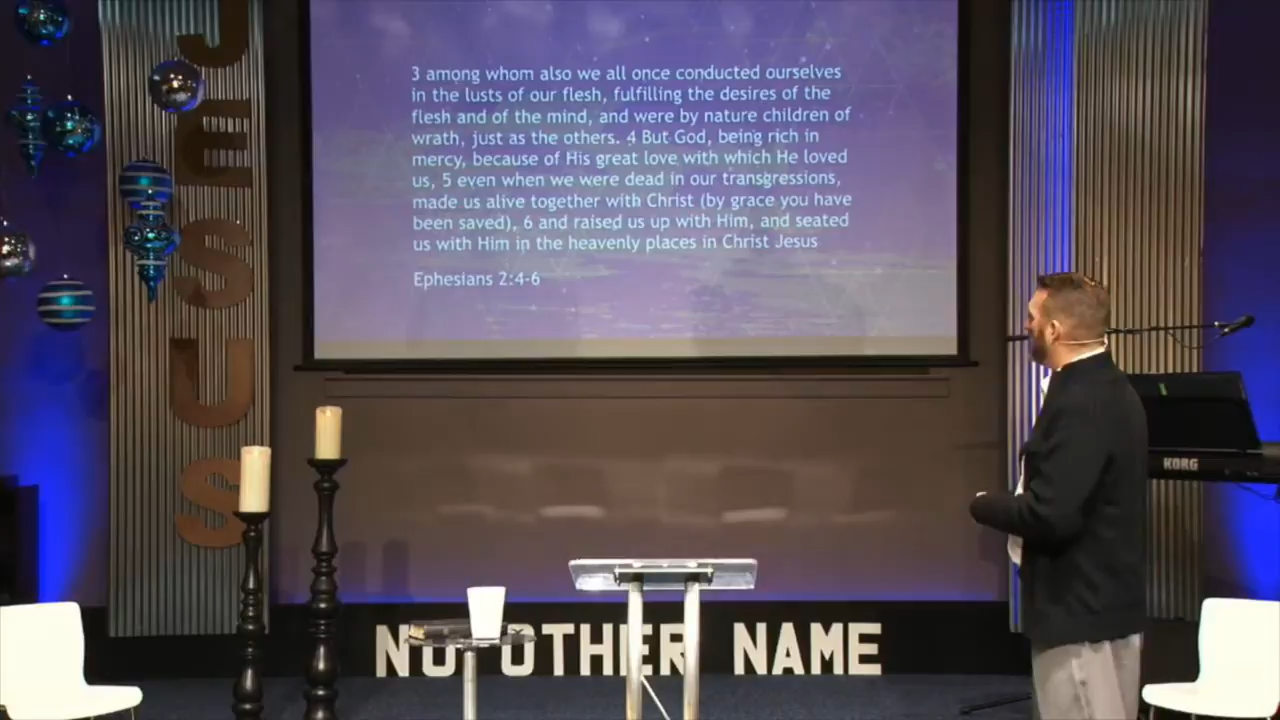 JESUS
3 among whom also we all once conducted ourselves
in the lusts of our flesh, fulfilling the desires of the
flesh and of the mind, and were by nature children of
wrath, just as the others. 4 But God, being rich in
mercy, because of His great love with which He loved
us, 5 even when we were dead in our transgressions,
made us alive together with Christ (by grace you have
been saved), 6 and raised us up with Him, and seated
us with Him in the heavenly places in Christ Jesus
Ephesians 2:4-6
KORG
NO OTHER NAME